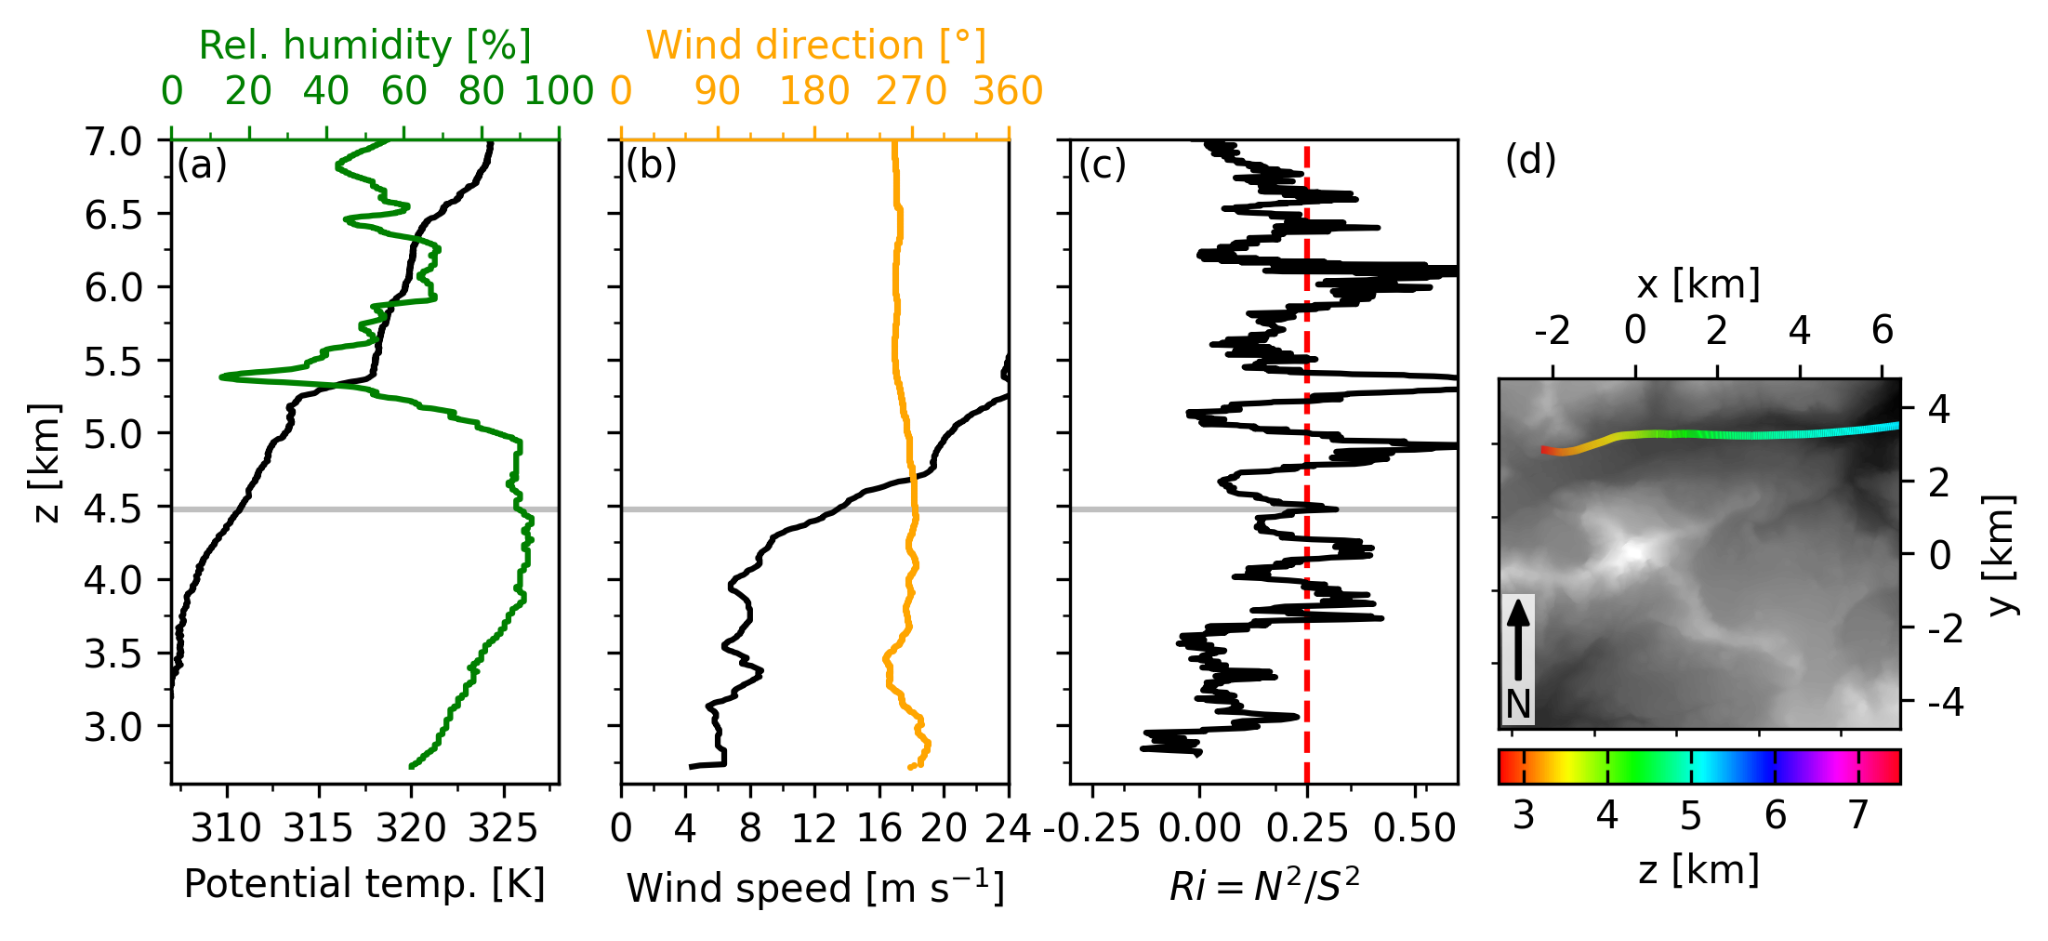 Rel. humidity [%]
0 20 40 60 80 100
Wind direction [°]
0 90 180 270 360
7.0
6.5
6.0
5.5
5.0
4.5
4.0
3.5
3.0
z [km]
(a)
310 315 320 325
Potential temp. [K]
(b)
0 4 8 12 16 20 24
Wind speed [m s⁻¹]
(c)
-0.25 0.00 0.25 0.50
Ri = N²/S²
(d)
x [km]
-2 0 2 4 6
4
2
0
-2
-4
y [km]
N
3 4 5 6 7
z [km]